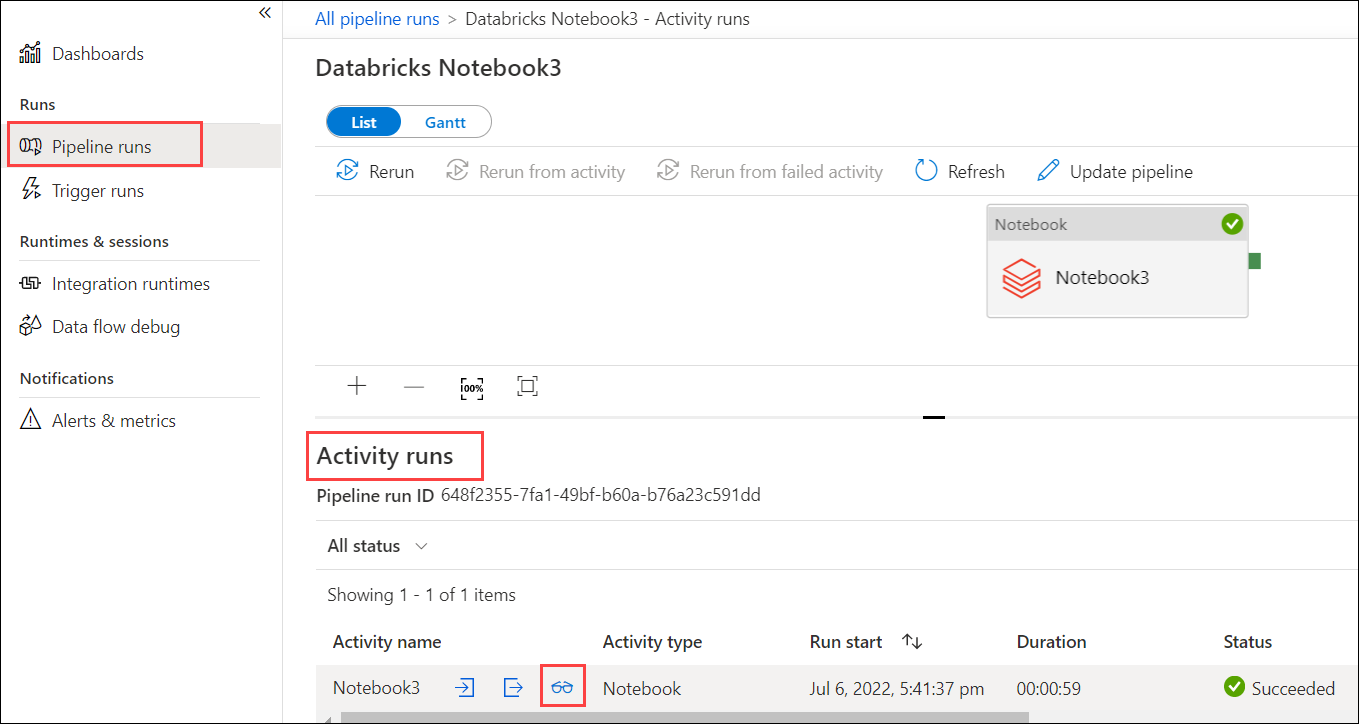 All pipeline runs > Databricks Notebook3 - Activity runs
Dashboards
Runs
Pipeline runs
Trigger runs
Runtimes & sessions
Integration runtimes
Data flow debug
Notifications
Alerts & metrics
Databricks Notebook3
List Gantt
Rerun Rerun from activity Rerun from failed activity Refresh Update pipeline
Notebook
Notebook3
100%
Activity runs
Pipeline run ID 648f2355-7fa1-49bf-b60a-b76a23c591dd
All status
Showing 1 - 1 of 1 items
Activity name Activity type Run start Duration Status
Notebook3 Notebook Jul 6, 2022, 5:41:37 pm 00:00:59 Succeeded